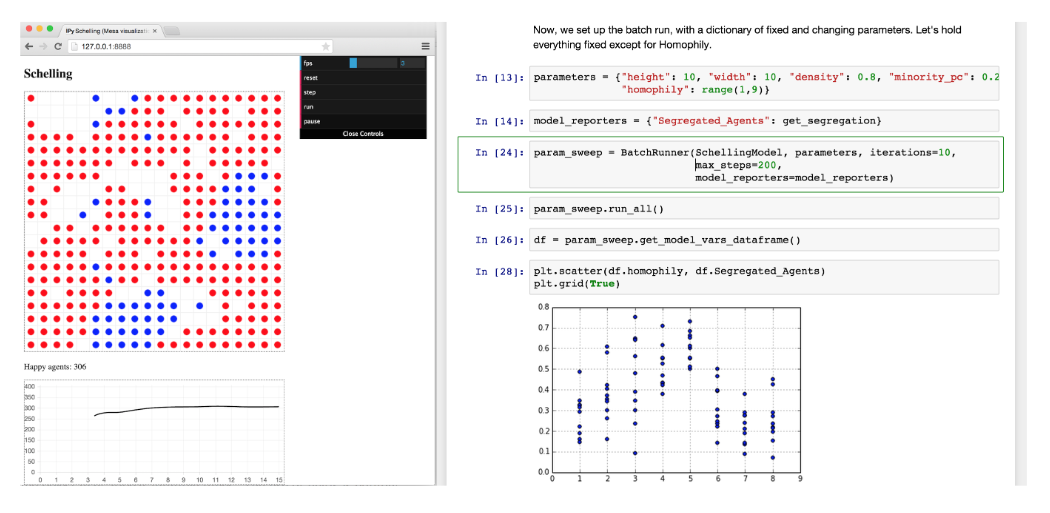 IPy Schelling (Mesa visualizatio
127.0.0.1:8888
Schelling
fps
3
reset
step
run
pause
Close Controls
Happy agents: 306
400
350
300
250
200
150
100
50
0
0 1 2 3 4 5 6 7 8 9 10 11 12 13 14 15
Now, we set up the batch run, with a dictionary of fixed and changing parameters. Let's hold
everything fixed except for Homophily.
In [13]: parameters = {"height": 10, "width": 10, "density": 0.8, "minority_pc": 0.2
"homophily": range(1,9)}
In [14]: model_reporters = {"Segregated_Agents": get_segregation}
In [24]: param_sweep = BatchRunner(SchellingModel, parameters, iterations=10,
max_steps=200,
model_reporters=model_reporters)
In [25]: param_sweep.run_all()
In [26]: df = param_sweep.get_model_vars_dataframe()
In [28]: plt.scatter(df.homophily, df.Segregated_Agents)
plt.grid(True)
0.8
0.7
0.6
0.5
0.4
0.3
0.2
0.1
0.0
0 1 2 3 4 5 6 7 8 9